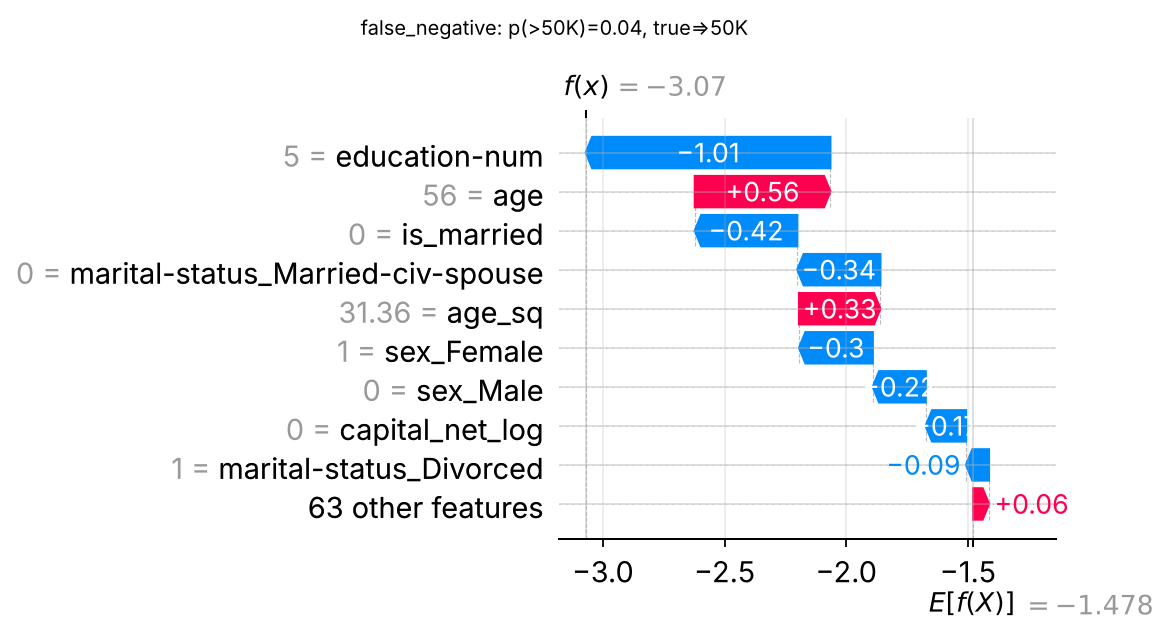 false_negative: p(>50K)=0.04, true=>50K
f(x) = −3.07
5 = education-num −1.01
56 = age +0.56
0 = is_married −0.42
0 = marital-status_Married-civ-spouse −0.34
31.36 = age_sq +0.33
1 = sex_Female −0.3
0 = sex_Male −0.22
0 = capital_net_log
1 = marital-status_Divorced −0.09
63 other features +0.06
−3.0 −2.5 −2.0 −1.5
E[f(X)] = −1.478